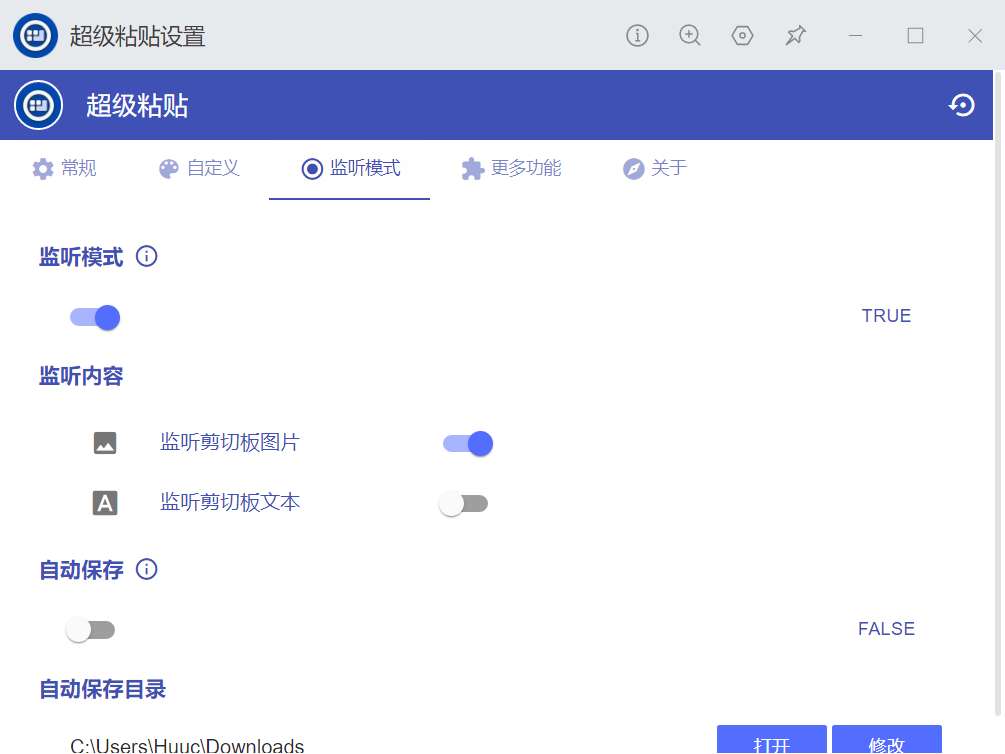 超级粘贴设置
超级粘贴
常规 自定义 监听模式 更多功能 关于
监听模式
TRUE
监听内容
监听剪切板图片
A 监听剪切板文本
自动保存
FALSE
自动保存目录
C:\Users\Huuc\Downloads 打开 修改